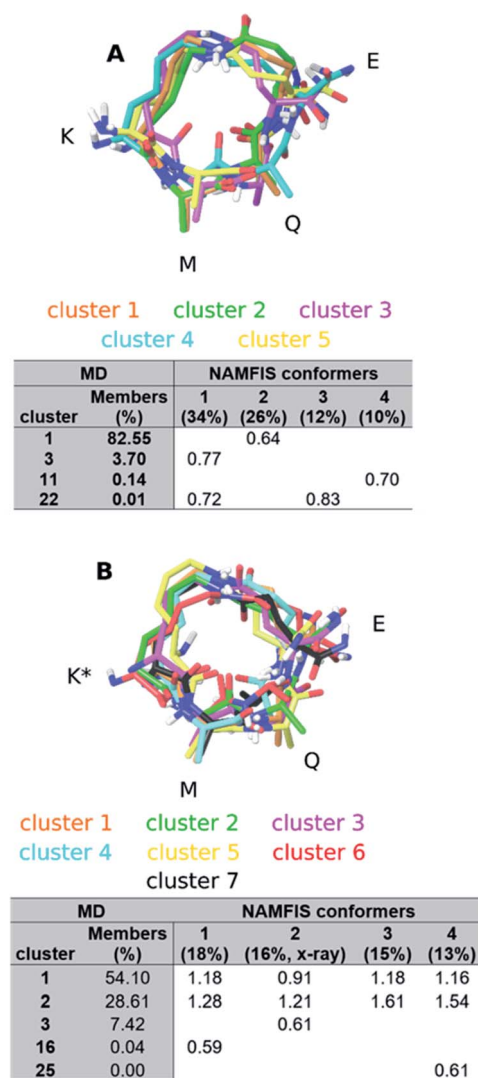 A
E
K
Q
M
cluster 1 cluster 2 cluster 3
cluster 4 cluster 5
MD NAMFIS conformers
cluster Members (%) 1 (34%) 2 (26%) 3 (12%) 4 (10%)
1 82.55 0.64
3 3.70 0.77
11 0.14 0.70
22 0.01 0.72 0.83
B
E
K*
Q
M
cluster 1 cluster 2 cluster 3
cluster 4 cluster 5 cluster 6
cluster 7
MD NAMFIS conformers
cluster Members (%) 1 (18%) 2 (16%, x-ray) 3 (15%) 4 (13%)
1 54.10 1.18 0.91 1.18 1.16
2 28.61 1.28 1.21 1.61 1.54
3 7.42 0.61
16 0.04 0.59
25 0.00 0.61